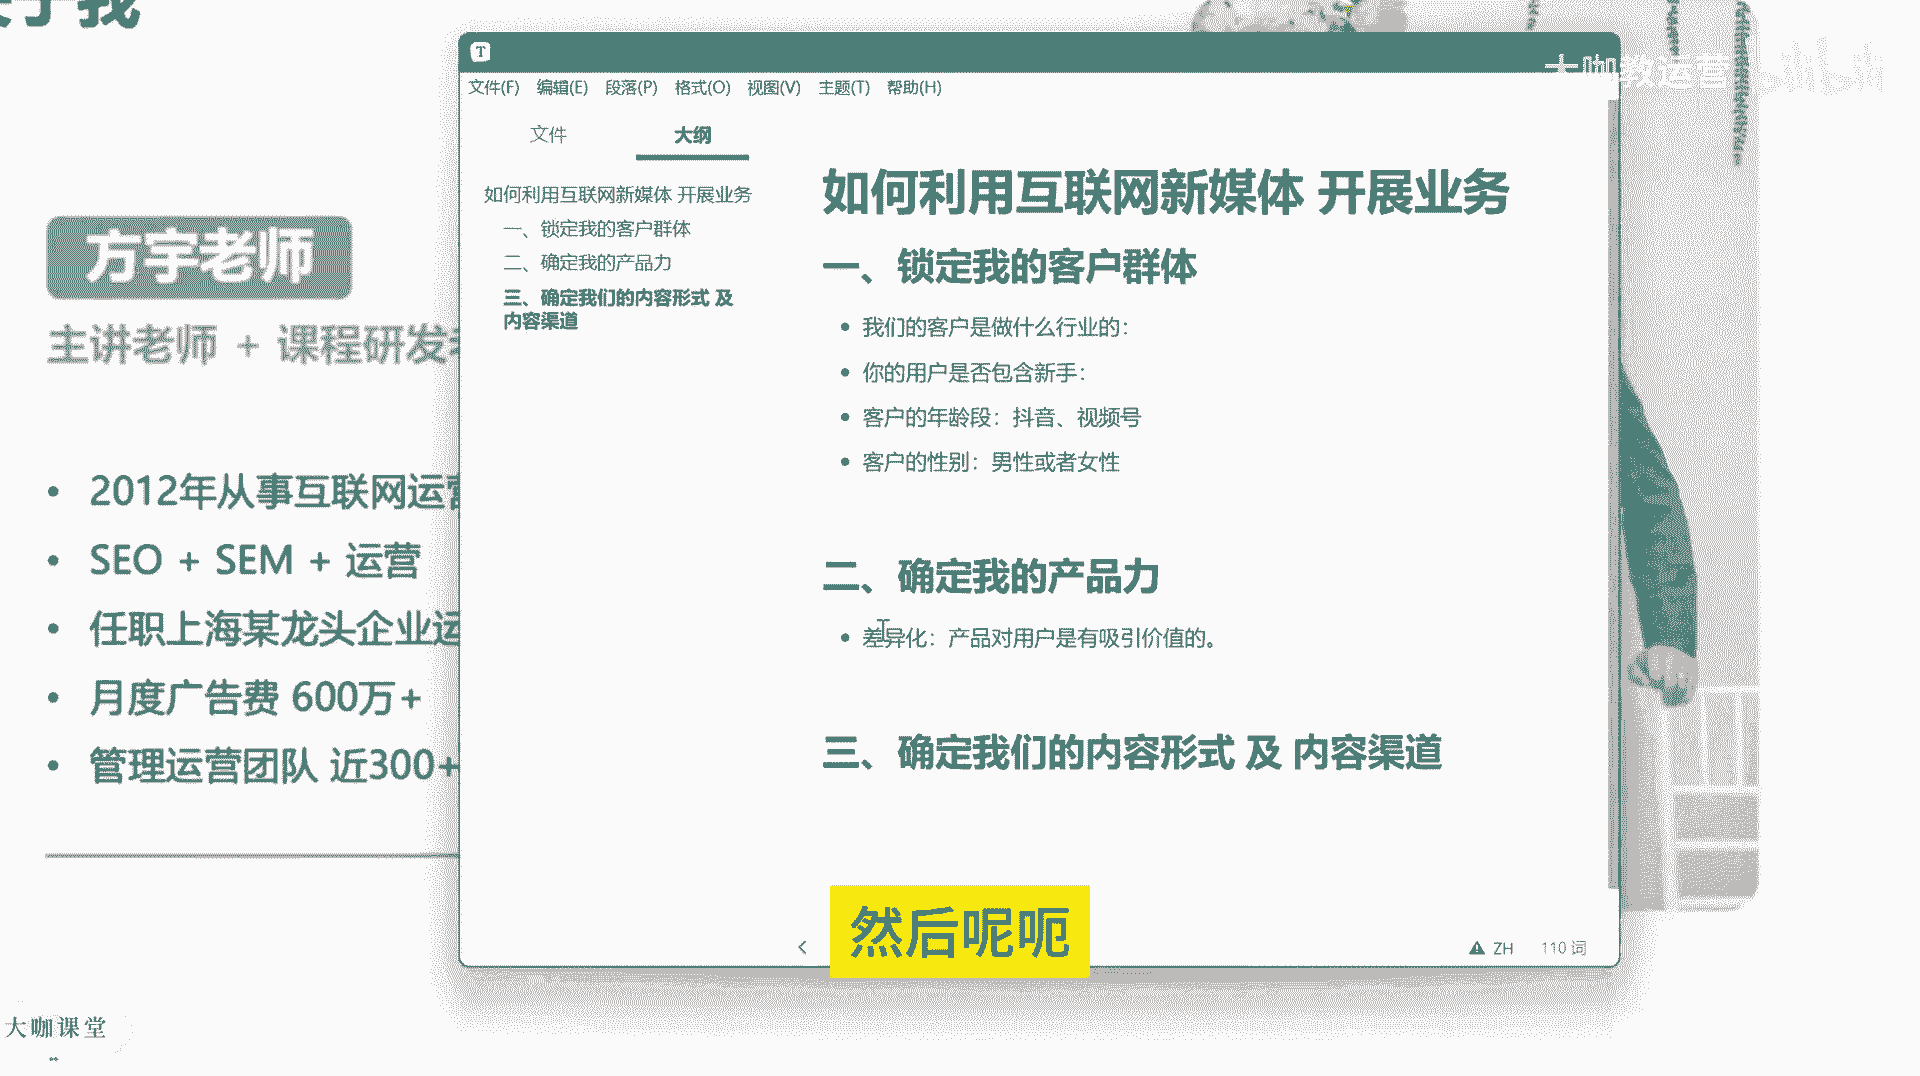 方宇老师
主讲老师 + 课程研发
2012年从事互联网运营
SEO + SEM + 运营
任职上海某龙头企业运
月度广告费 600万+
管理运营团队 近300+
大咖课堂
T
大咖教运营
文件(F) 编辑(E) 段落(P) 格式(O) 视图(V) 主题(T) 帮助(H)
文件 大纲
如何利用互联网新媒体 开展业务
一、锁定我的客户群体
二、确定我的产品力
三、确定我们的内容形式 及
内容渠道
如何利用互联网新媒体 开展业务
一、锁定我的客户群体
我们的客户是做什么行业的：
你的用户是否包含新手：
客户的年龄段：抖音、视频号
客户的性别：男性或者女性
二、确定我的产品力
差异化：产品对用户是有吸引价值的。
三、确定我们的内容形式 及 内容渠道
然后呢呃
ZH 110 词